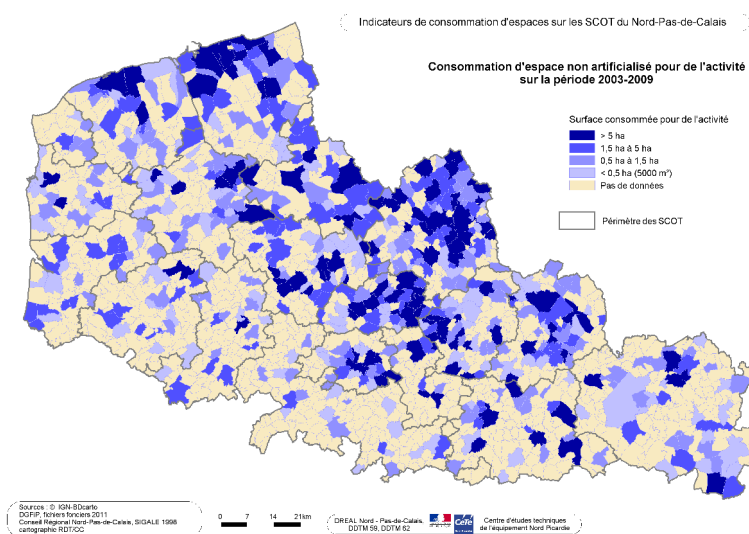 Indicateurs de consommation d'espaces sur les SCOT du Nord-Pas-de-Calais
Consommation d'espace non artificialisé pour de l'activité
sur la période 2003-2009
Surface consommée pour de l'activité
> 5 ha
1,5 ha à 5 ha
0,5 ha à 1,5 ha
< 0,5 ha (5000 m²)
Pas de données
Périmètre des SCOT
Sources : © IGN-BDcarto
DGFiP, fichiers fonciers 2011
Conseil Régional Nord-Pas-de-Calais, SIGALE 1998
cartographie RDT/CC
0 7 14 21km
DREAL Nord - Pas-de-Calais
DDTM 59, DDTM 62
CeTe
Centre d'études techniques
de l'équipement Nord Picardie